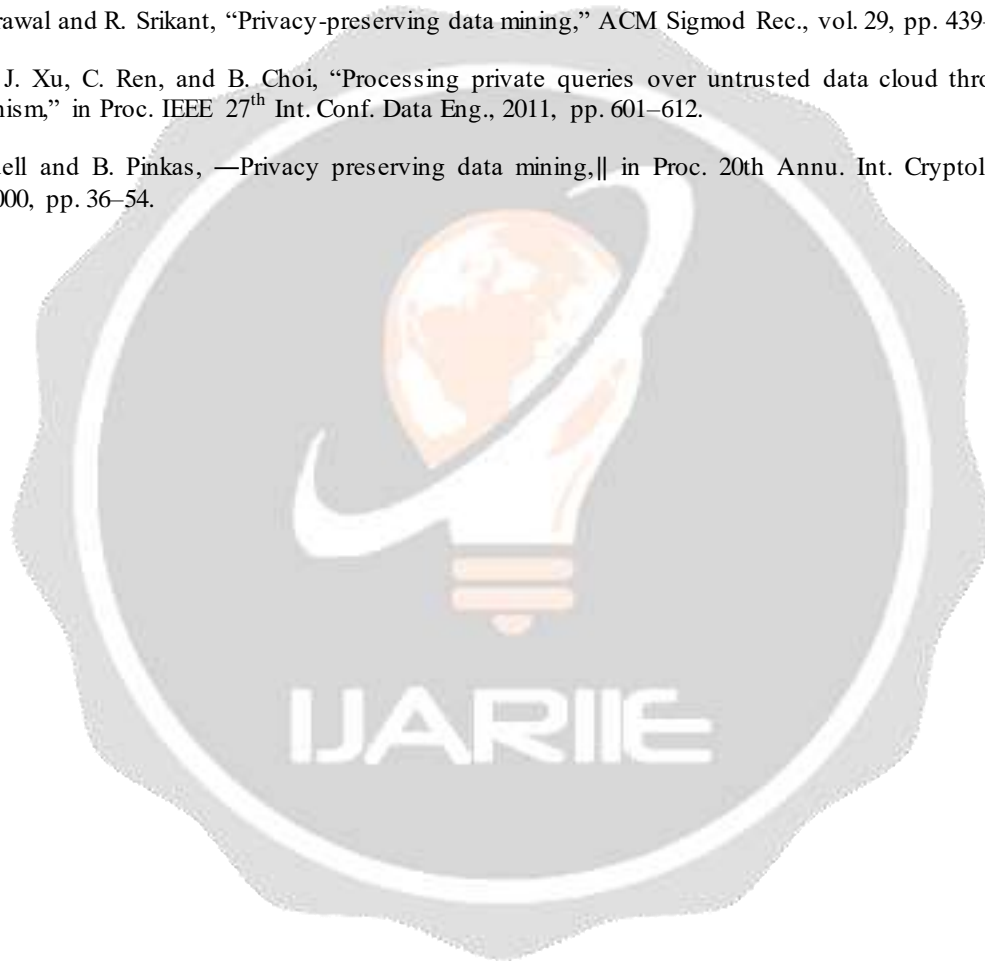 rawal and R. Srikant, “Privacy-preserving data mining,” ACM Sigmod Rec., vol. 29, pp. 439–
J. Xu, C. Ren, and B. Choi, “Processing private queries over untrusted data cloud thro
nism,” in Proc. IEEE 27th Int. Conf. Data Eng., 2011, pp. 601–612.
ell and B. Pinkas, ―Privacy preserving data mining,‖ in Proc. 20th Annu. Int. Cryptol
000, pp. 36–54.
IJARIIE